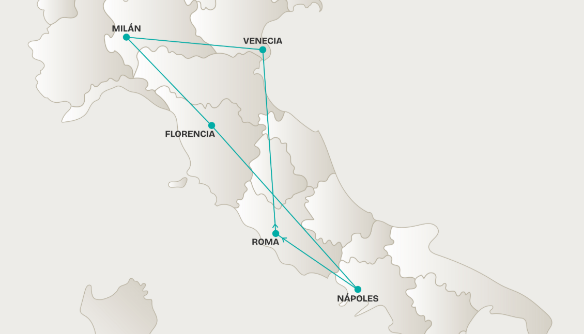 MILÁN
VENECIA
FLORENCIA
ROMA
NÁPOLES